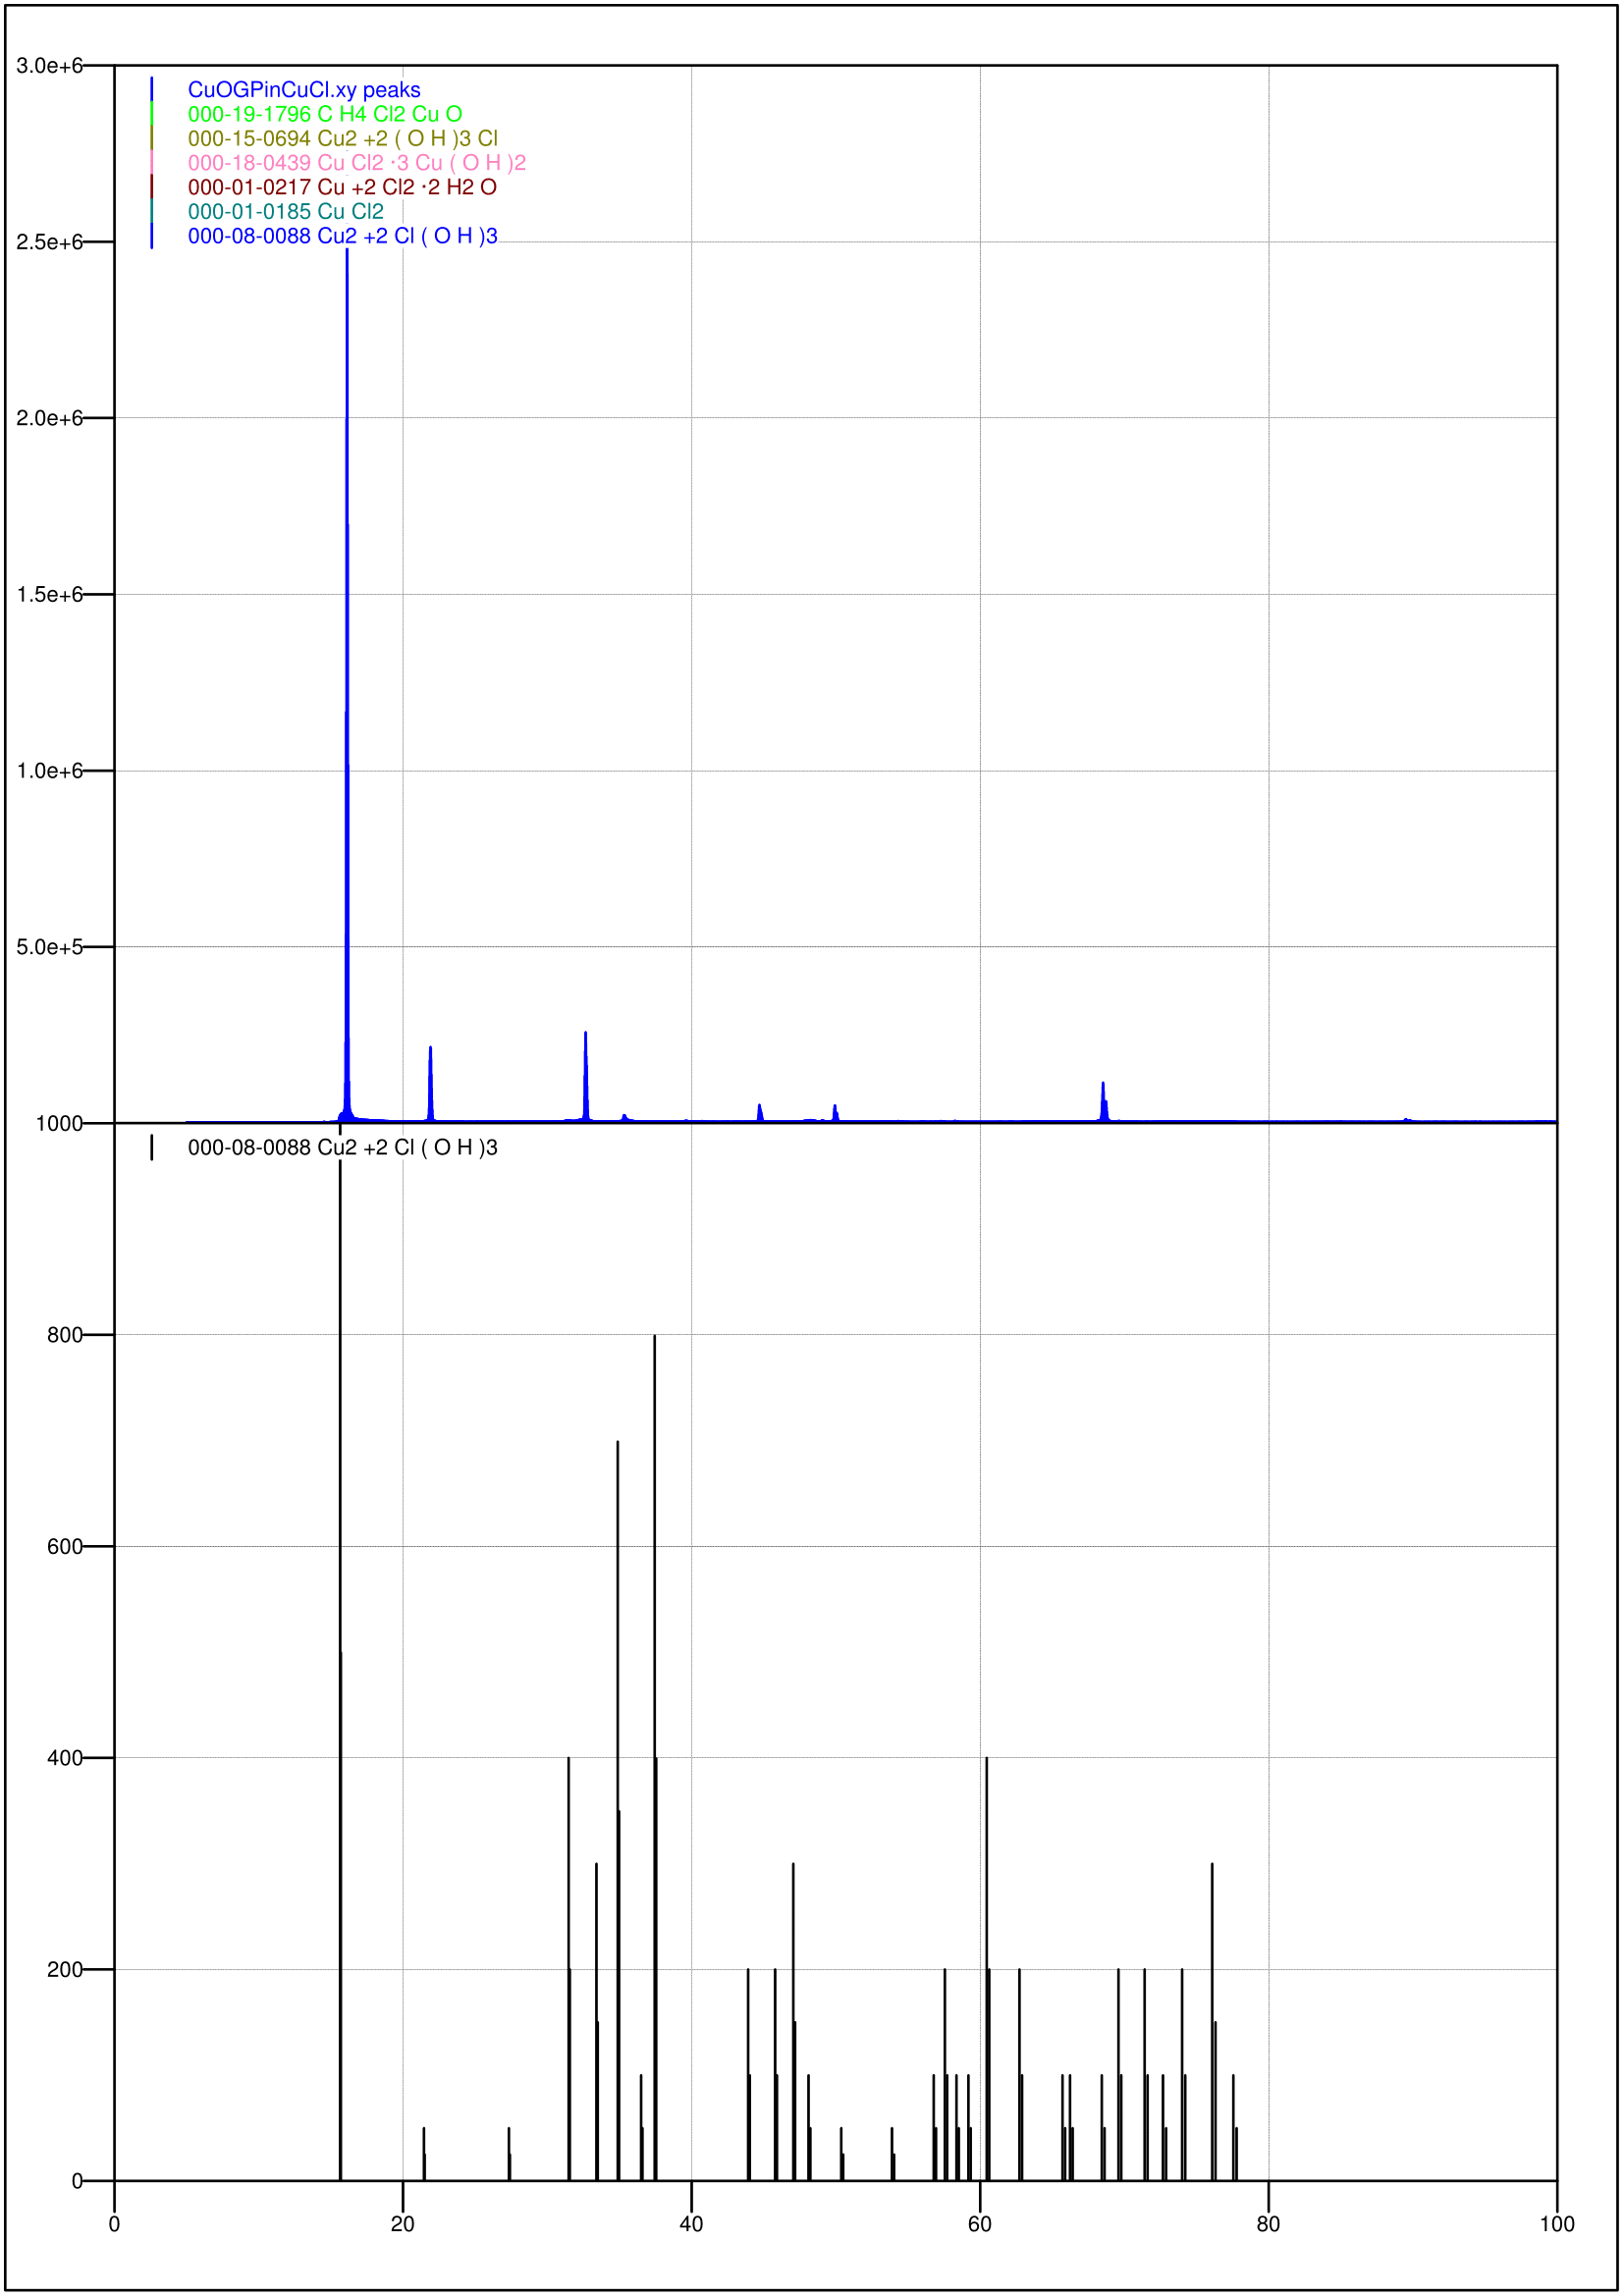 3.0e+6
CuOGPinCuCl.xy peaks
000-19-1796 C H4 Cl2 Cu O
000-15-0694 Cu2 +2 ( O H )3 Cl
000-18-0439 Cu Cl2 ·3 Cu ( O H )2
000-01-0217 Cu +2 Cl2 ·2 H2 O
000-01-0185 Cu Cl2
000-08-0088 Cu2 +2 Cl ( O H )3
2.5e+6
2.0e+6
1.5e+6
1.0e+6
5.0e+5
1000
000-08-0088 Cu2 +2 Cl ( O H )3
800
600
400
200
0
0 20 40 60 80 100